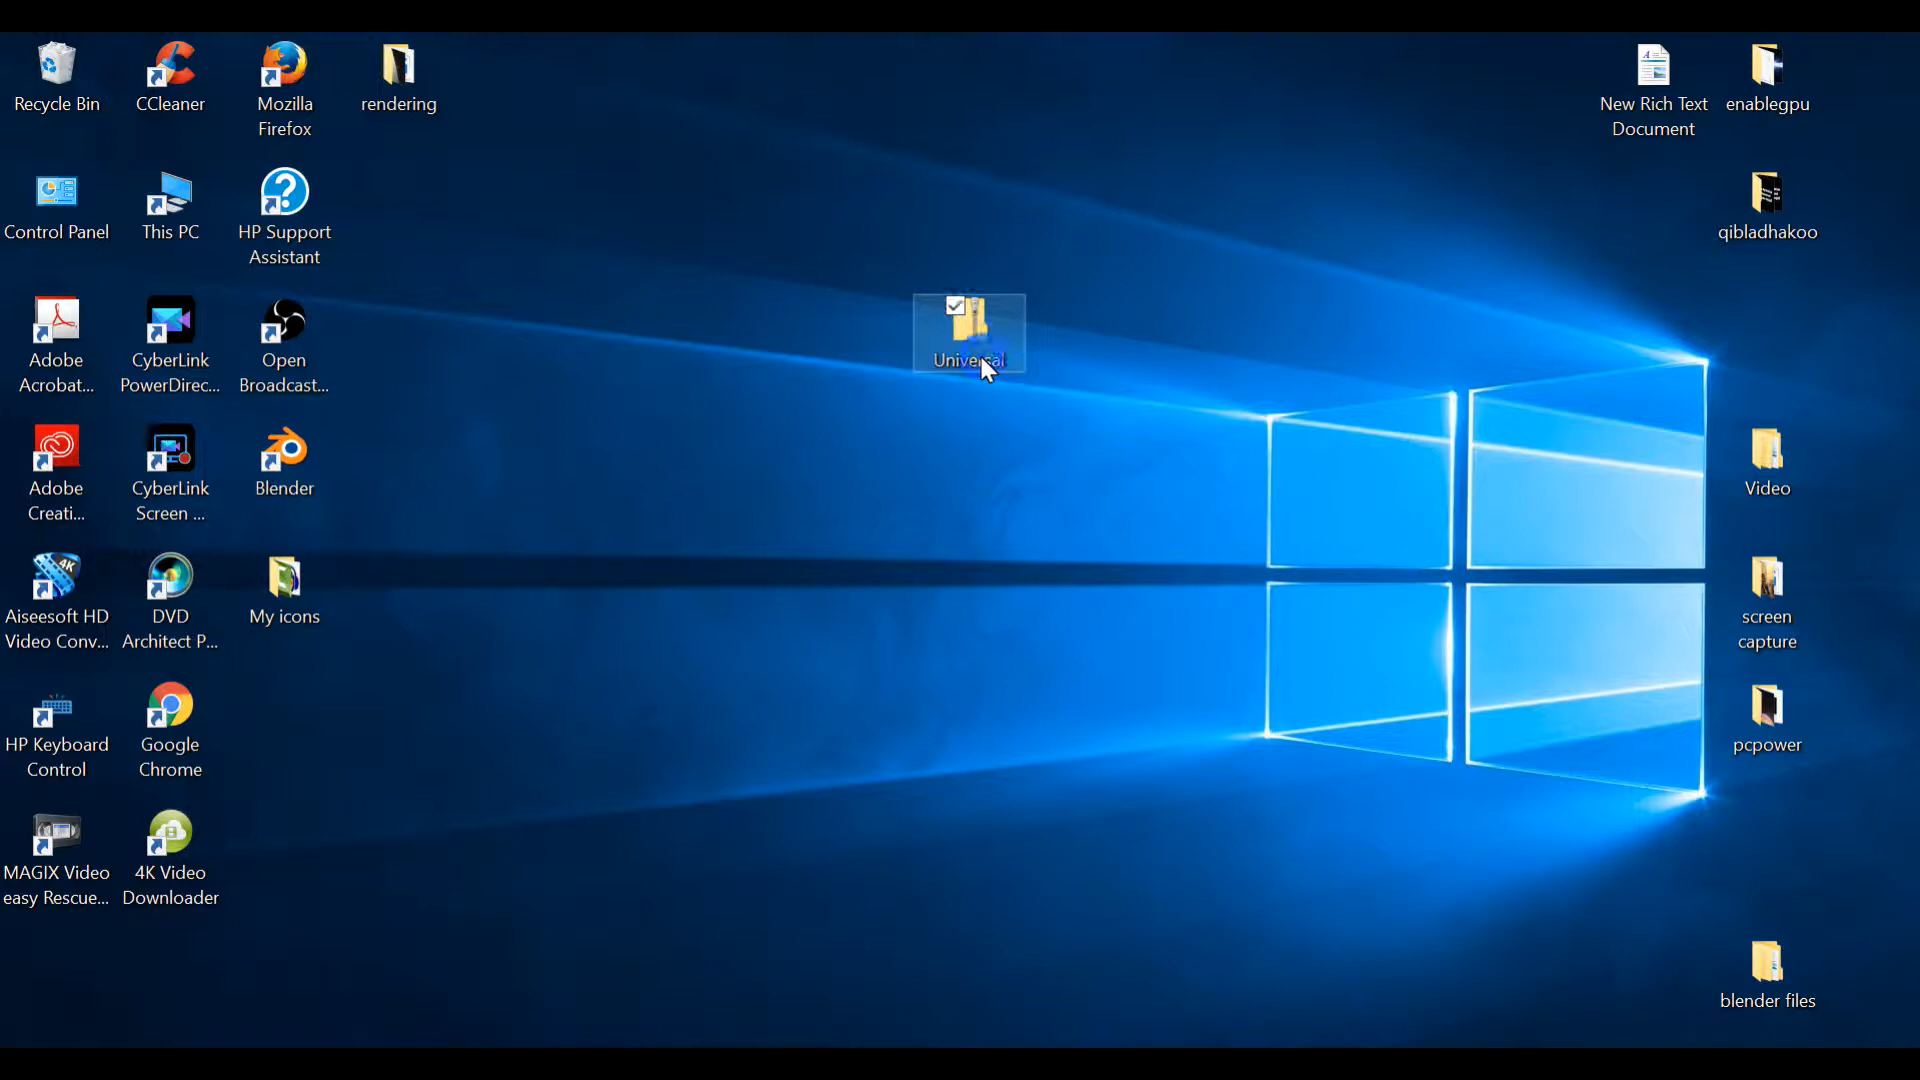 Recycle Bin
CCleaner
Mozilla
Firefox
rendering
New Rich Text
Document
enablegpu
Control Panel
This PC
HP Support
Assistant
qibladhakoo
Adobe
Acrobat...
CyberLink
PowerDirec...
Open
Broadcast...
Universal
Adobe
Creati...
CyberLink
Screen ...
Blender
Video
Aiseesoft HD
Video Conv...
DVD
Architect P...
My icons
screen
capture
HP Keyboard
Control
Google
Chrome
pcpower
MAGIX Video
easy Rescue...
4K Video
Downloader
blender files